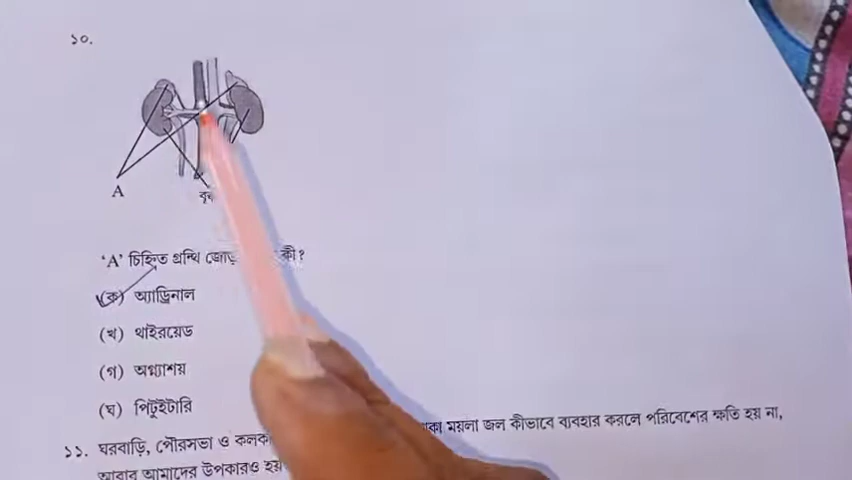 ১০.
A
'A' চিহ্নিত গ্রন্থি কী?
(ক) অ্যাড্রিনাল
(খ) থাইরয়েড
(গ) অগ্ন্যাশয়
(ঘ) পিটুইটারি
১১. ঘরবাড়ি, পৌরসভা ও ময়লা জল কীভাবে ব্যবহার করলে পরিবেশের ক্ষতি হয় না,
আবার আমাদের উপকারও হয়